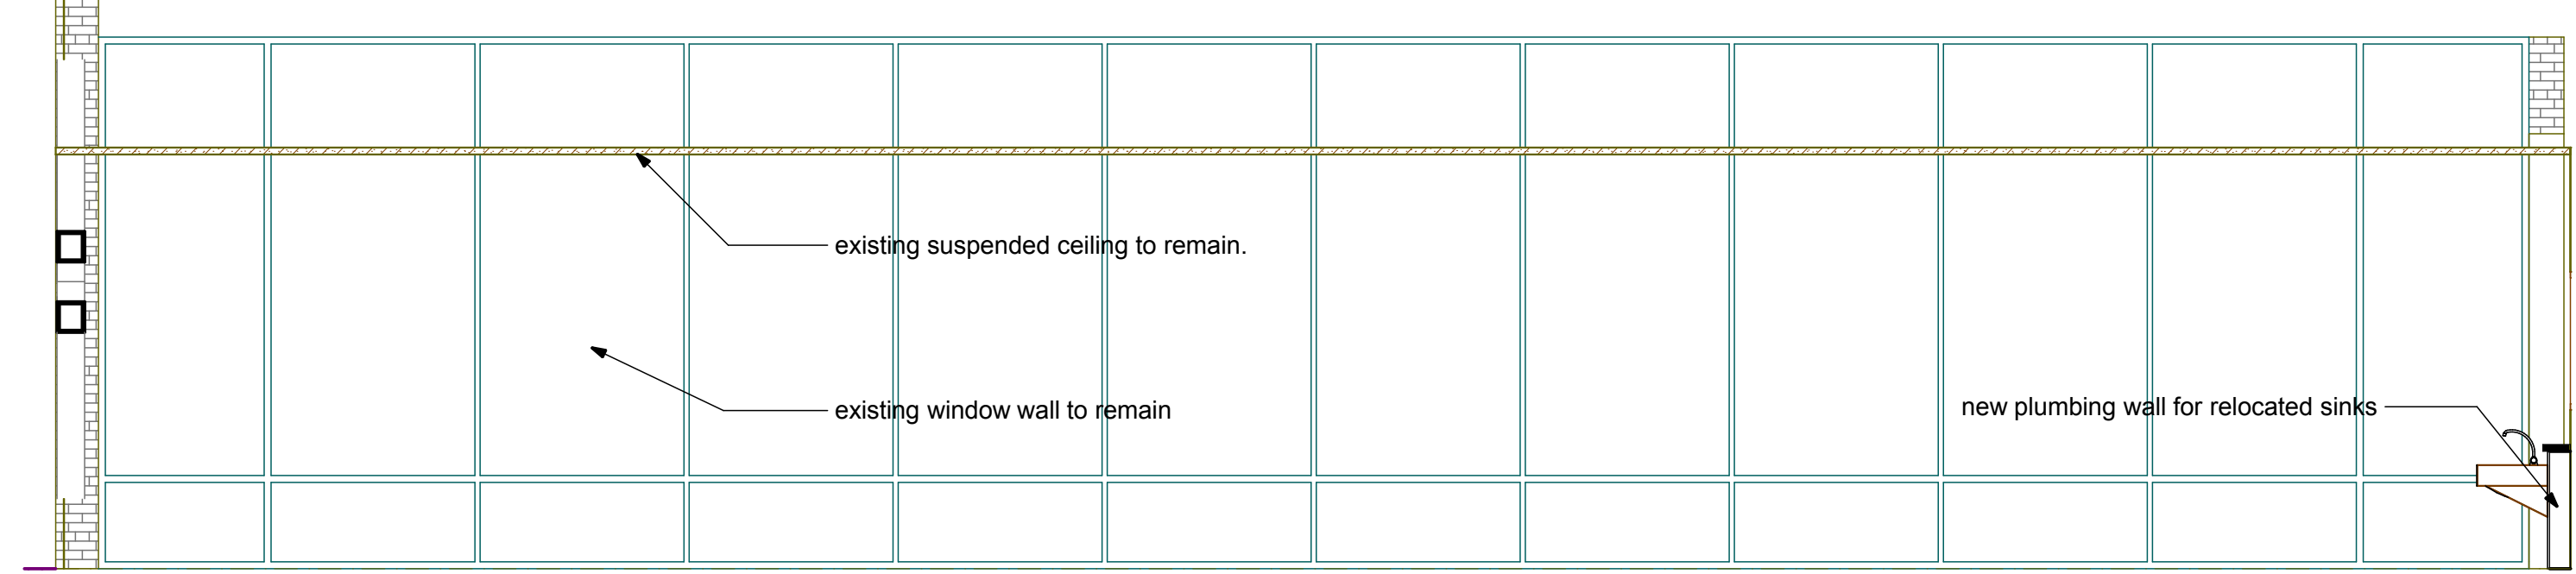 existing suspended ceiling to remain.
existing window wall to remain
new plumbing wall for relocated sinks